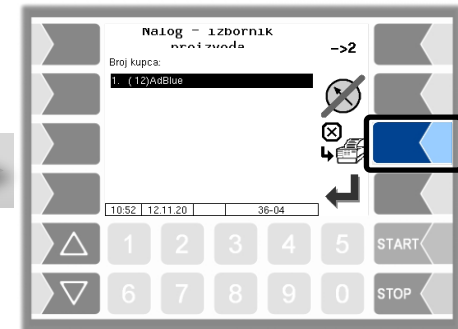 Nalog - izbornik
proizvoda
->2
Broj kupca:
1. (12)AdBlue
10:52 12.11.20 36-04
1 2 3 4 5 START
6 7 8 9 0 STOP